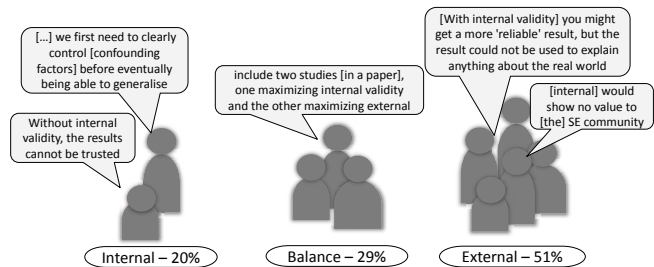 […] we first need to clearly
control [confounding
factors] before eventually
being able to generalise
Without internal
validity, the results
cannot be trusted
include two studies [in a paper],
one maximizing internal validity
and the other maximizing external
[With internal validity] you might
get a more 'reliable' result, but the
result could not be used to explain
anything about the real world
[internal] would
show no value to
[the] SE community
Internal – 20%
Balance – 29%
External – 51%